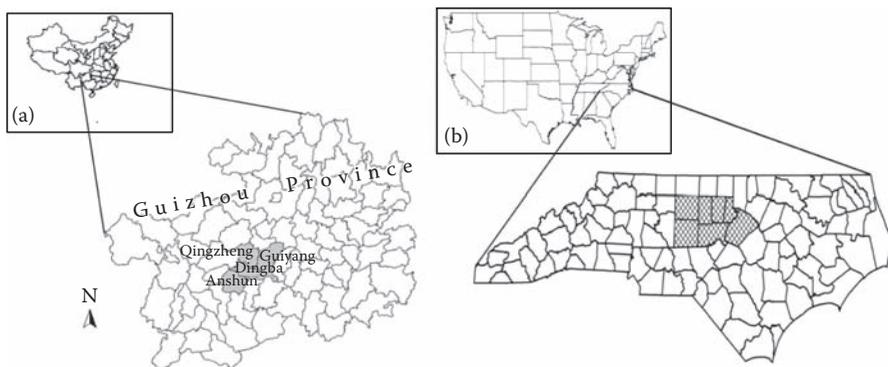 (a)
Guizhou Province
Qingzheng
Guiyang
Dingba
Anshun
N
(b)